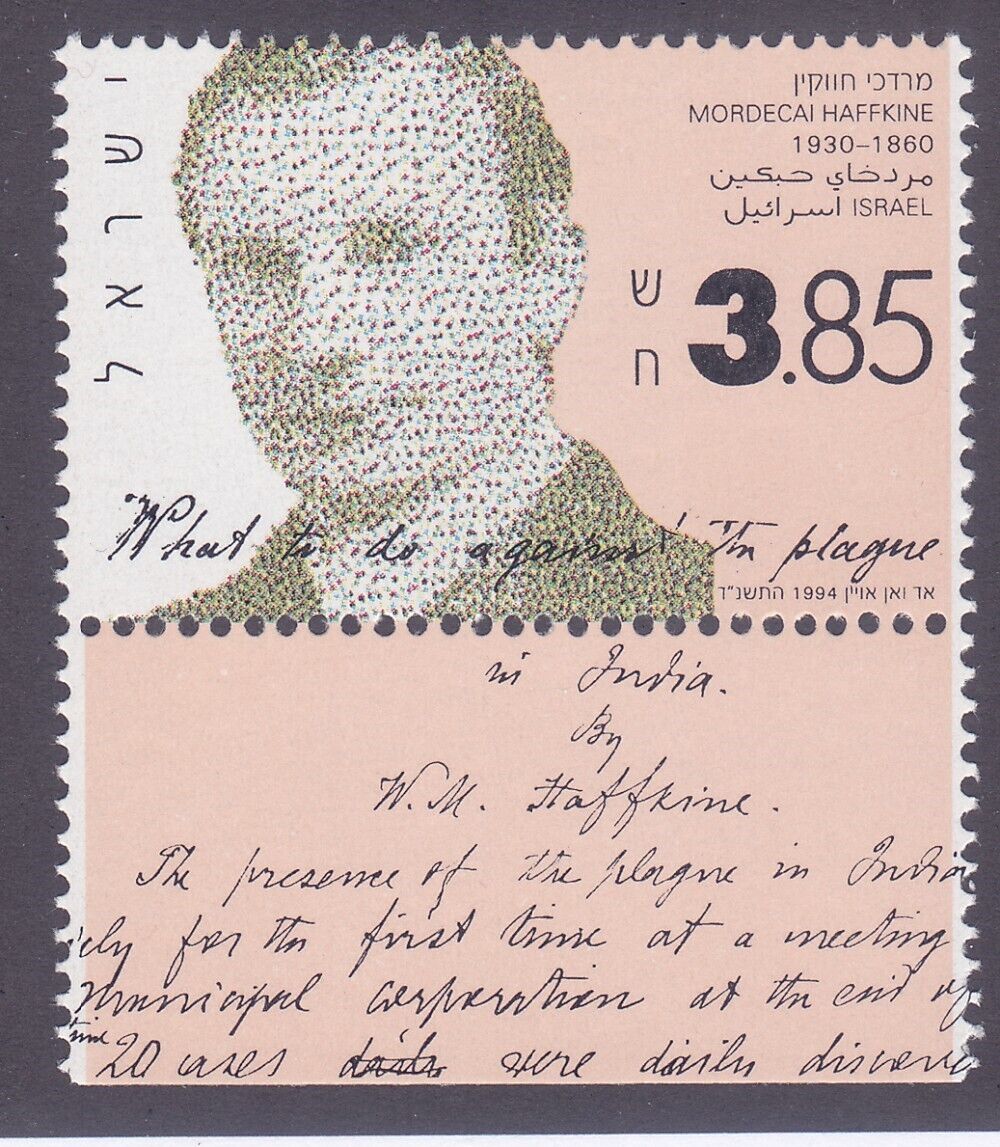 ישראל
מרדכי חווקין
MORDECAI HAFFKINE
1930–1860
مردخاي حبكين
ISRAEL اسرائيل
ש
ח
3.85
"What to do against the plague
אד ואן אויין 1994 התשנ"ד
in India.
By
W. M. Haffkine.
The presence of the plague in India
ely for the first time at a meeting
municipal corporation at the end of
time
20 cases daily were daily discove